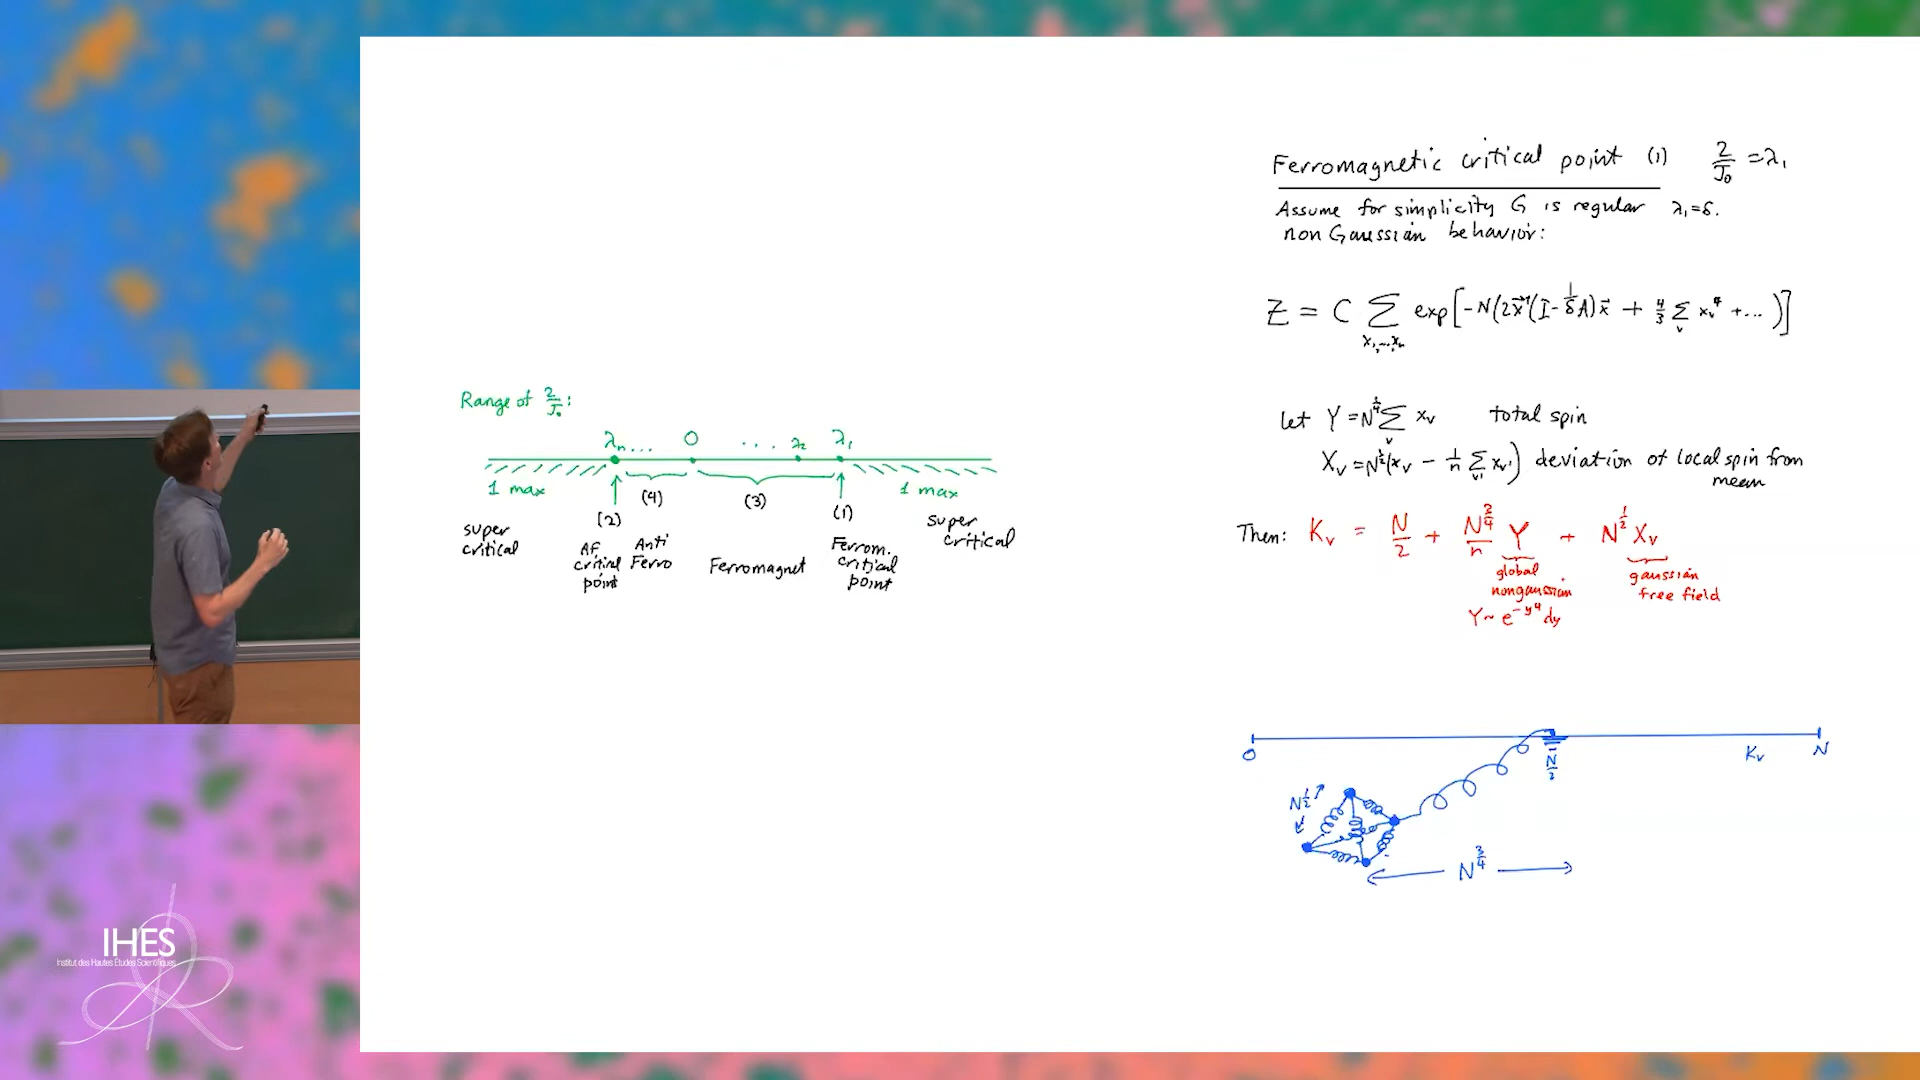 Range of 2/J₀:
λₙ... 0 ... λ₂ λ₁
1 max (4) (3) 1 max
(2) (1)
super critical
AF critical point
Anti Ferro
Ferromagnet
Ferrom. critical point
super critical
Ferromagnetic critical point (1) 2/J₀ = λ₁
Assume for simplicity G is regular λ₁=δ.
non Gaussian behavior:
Z = C Σ exp[-N(2x⃗ᵗ(I-1/δ A)x⃗ + 4/3 Σ xᵥ⁴ + ...)]
x₁,...xₙ v
let Y = N^¼ Σ xᵥ total spin
v
Xᵥ = N^½(xᵥ - 1/n Σ xᵥ') deviation of local spin from
v' mean
Then: Kᵥ = N/2 + N^¾/n Y + N^½ Xᵥ
global nongaussian
Y ~ e^-y⁴ dy
gaussian free field
0 N/2 Kᵥ N
N^½
N^¾
IHES
Institut des Hautes Études Scientifiques